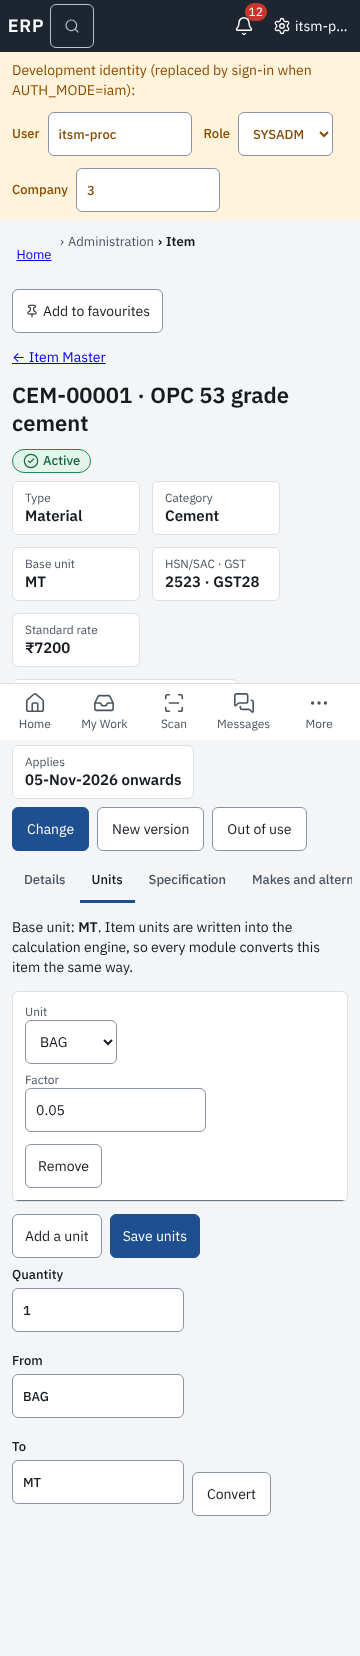 ERP
12
itsm-p...
Development identity (replaced by sign-in when
AUTH_MODE=iam):
User
itsm-proc
Role
SYSADM
Company
3
Home
› Administration › Item
Add to favourites
← Item Master
CEM-00001 · OPC 53 grade
cement
Active
Type
Material
Category
Cement
Base unit
MT
HSN/SAC · GST
2523 · GST28
Standard rate
₹7200
Home
My Work
Scan
Messages
More
Applies
05-Nov-2026 onwards
Change
New version
Out of use
Details
Units
Specification
Makes and altern
Base unit: MT. Item units are written into the
calculation engine, so every module converts this
item the same way.
Unit
BAG
Factor
0.05
Remove
Add a unit
Save units
Quantity
1
From
BAG
To
MT
Convert